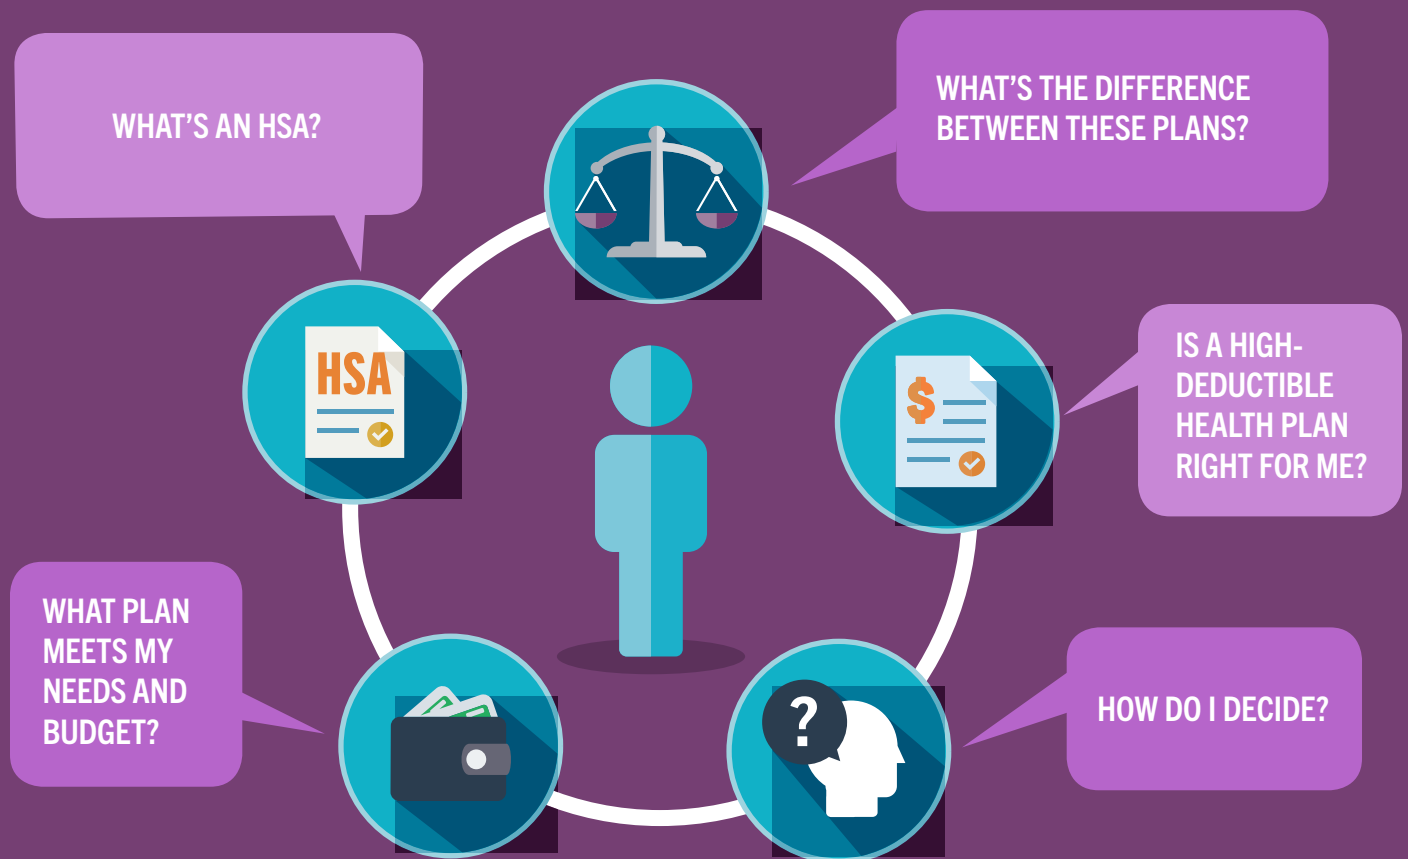 WHAT'S AN HSA?
WHAT'S THE DIFFERENCE
BETWEEN THESE PLANS?
HSA
$
IS A HIGH-
DEDUCTIBLE
HEALTH PLAN
RIGHT FOR ME?
WHAT PLAN
MEETS MY
NEEDS AND
BUDGET?
?
HOW DO I DECIDE?